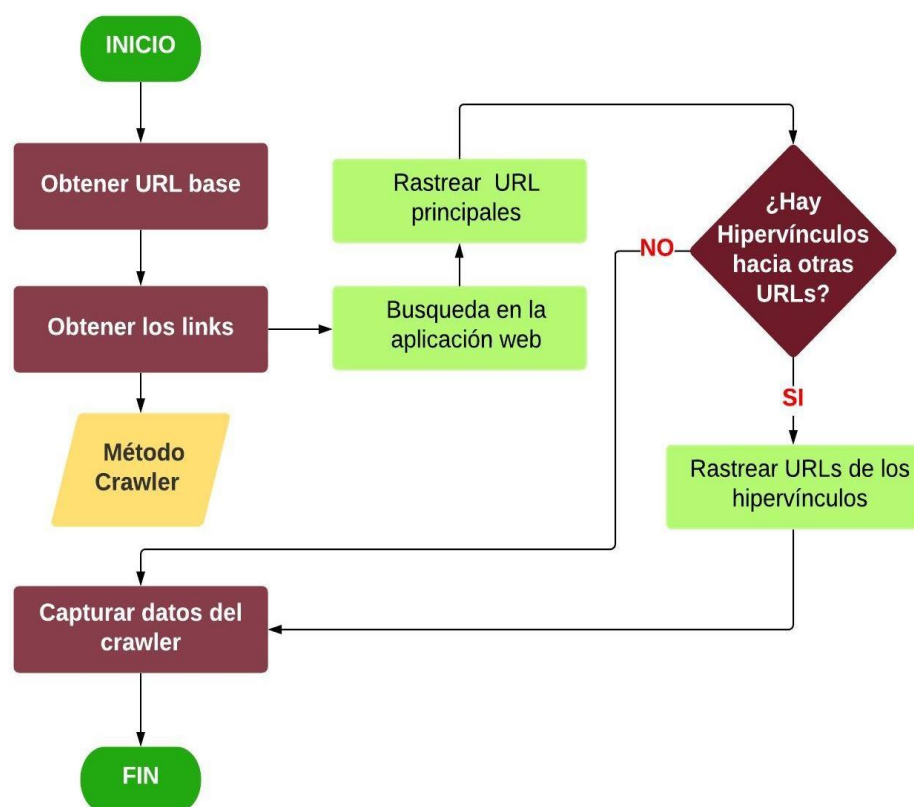 INICIO
Obtener URL base
Obtener los links
Método
Crawler
Busqueda en la
aplicación web
Rastrear URL
principales
¿Hay
Hipervínculos
hacia otras
URLs?
NO
SI
Rastrear URLs de los
hipervínculos
Capturar datos del
crawler
FIN